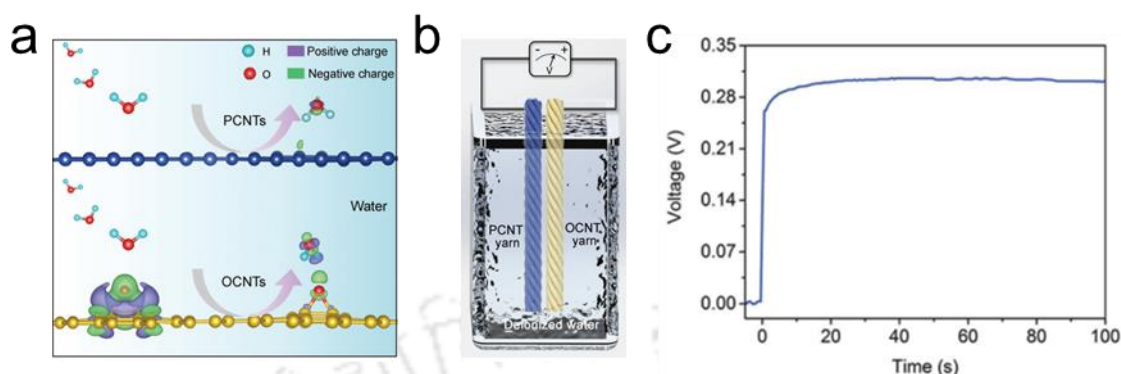 a
H
Positive charge
O
Negative charge
PCNTs
Water
OCNTs
b
- +
V
PCNT
yarn
OCNT
yarn
Deionized water
c
0.35
0.28
0.21
0.14
0.07
0.00
Voltage (V)
0 20 40 60 80 100
Time (s)